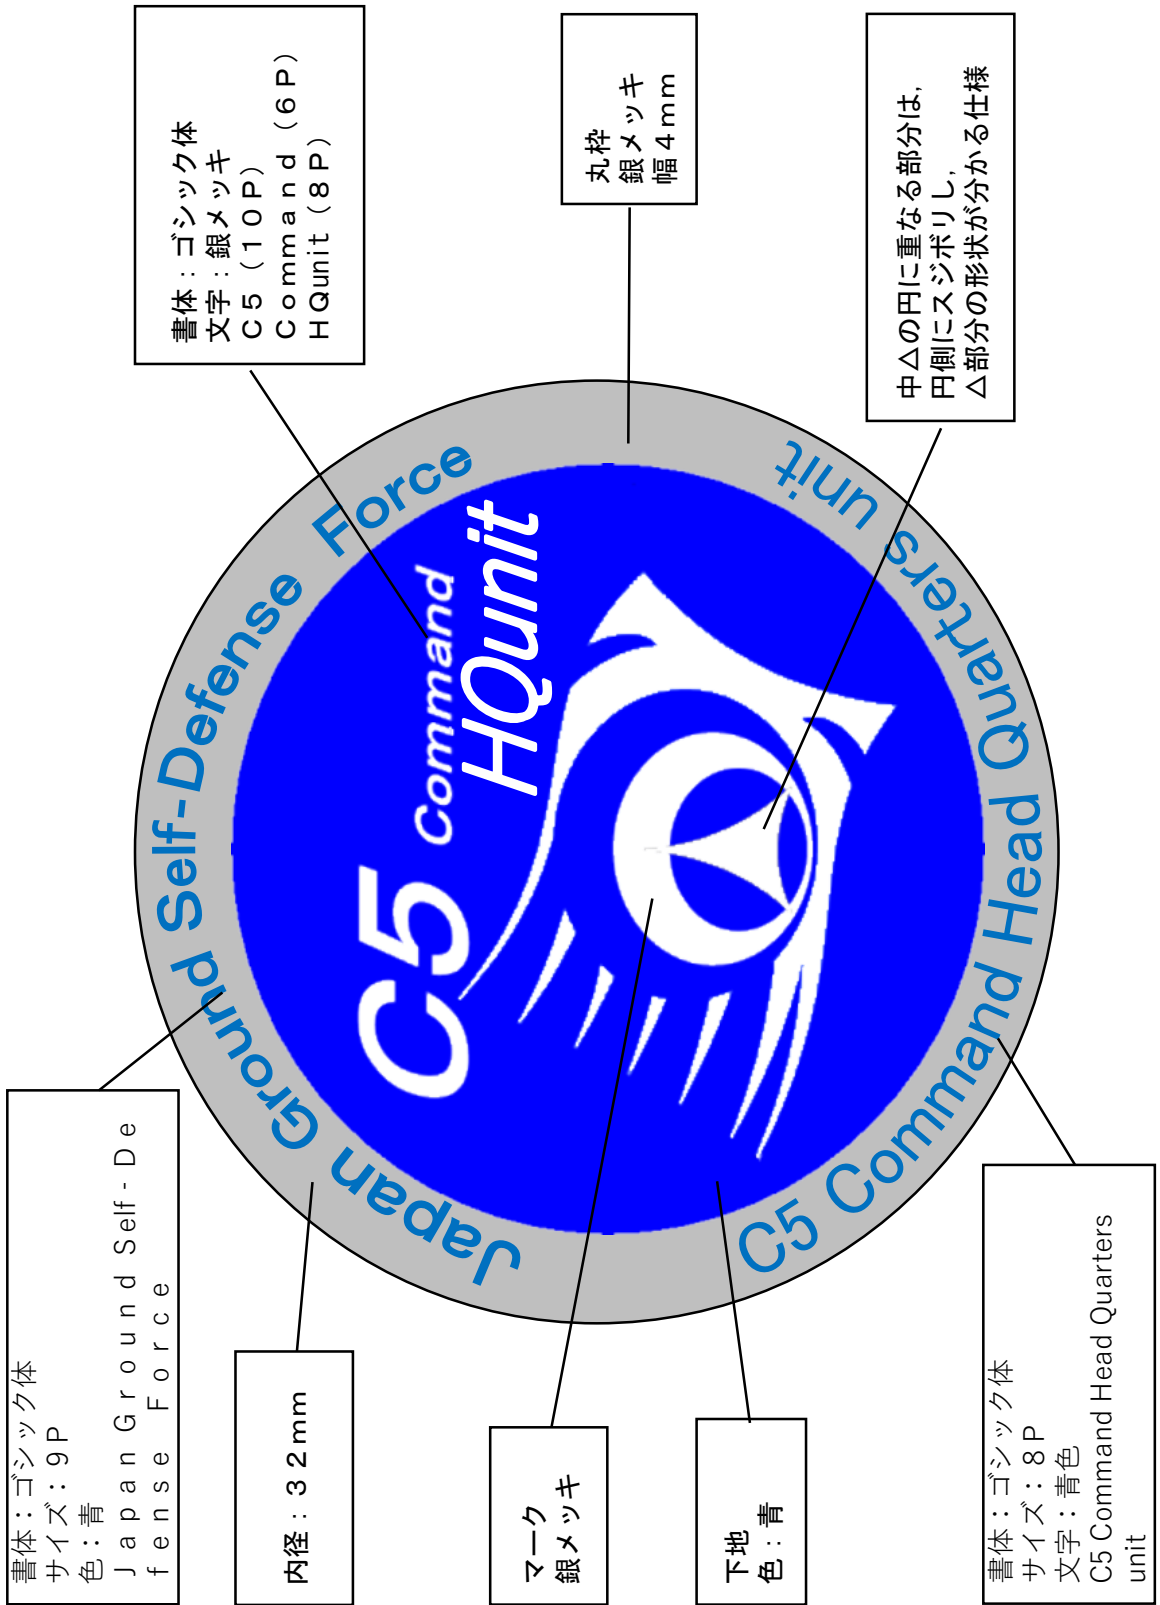 書体：ゴシック体
サイズ：９Ｐ
色：青
Ｊａｐａｎ Ｇｒｏｕｎｄ Ｓｅｌｆ‐Ｄｅ
ｆｅｎｓｅ　Ｆｏｒｃｅ
書体：ゴシック体
文字：銀メッキ
Ｃ５（１０Ｐ）
Ｃｏｍｍａｎｄ（６Ｐ）
ＨＱunit（８Ｐ）
内径：３２mm
丸枠
銀メッキ
幅４mm
Japan Ground Self-Defense Force
C5 Command
HQunit
C5 Command Head Quarters unit
マーク
銀メッキ
下地
色：青
中△の円に重なる部分は，
円側にスジボリし，
△部分の形状が分かる仕様
書体：ゴシック体
サイズ：８Ｐ
文字：青色
C5 Command Head Quarters
unit